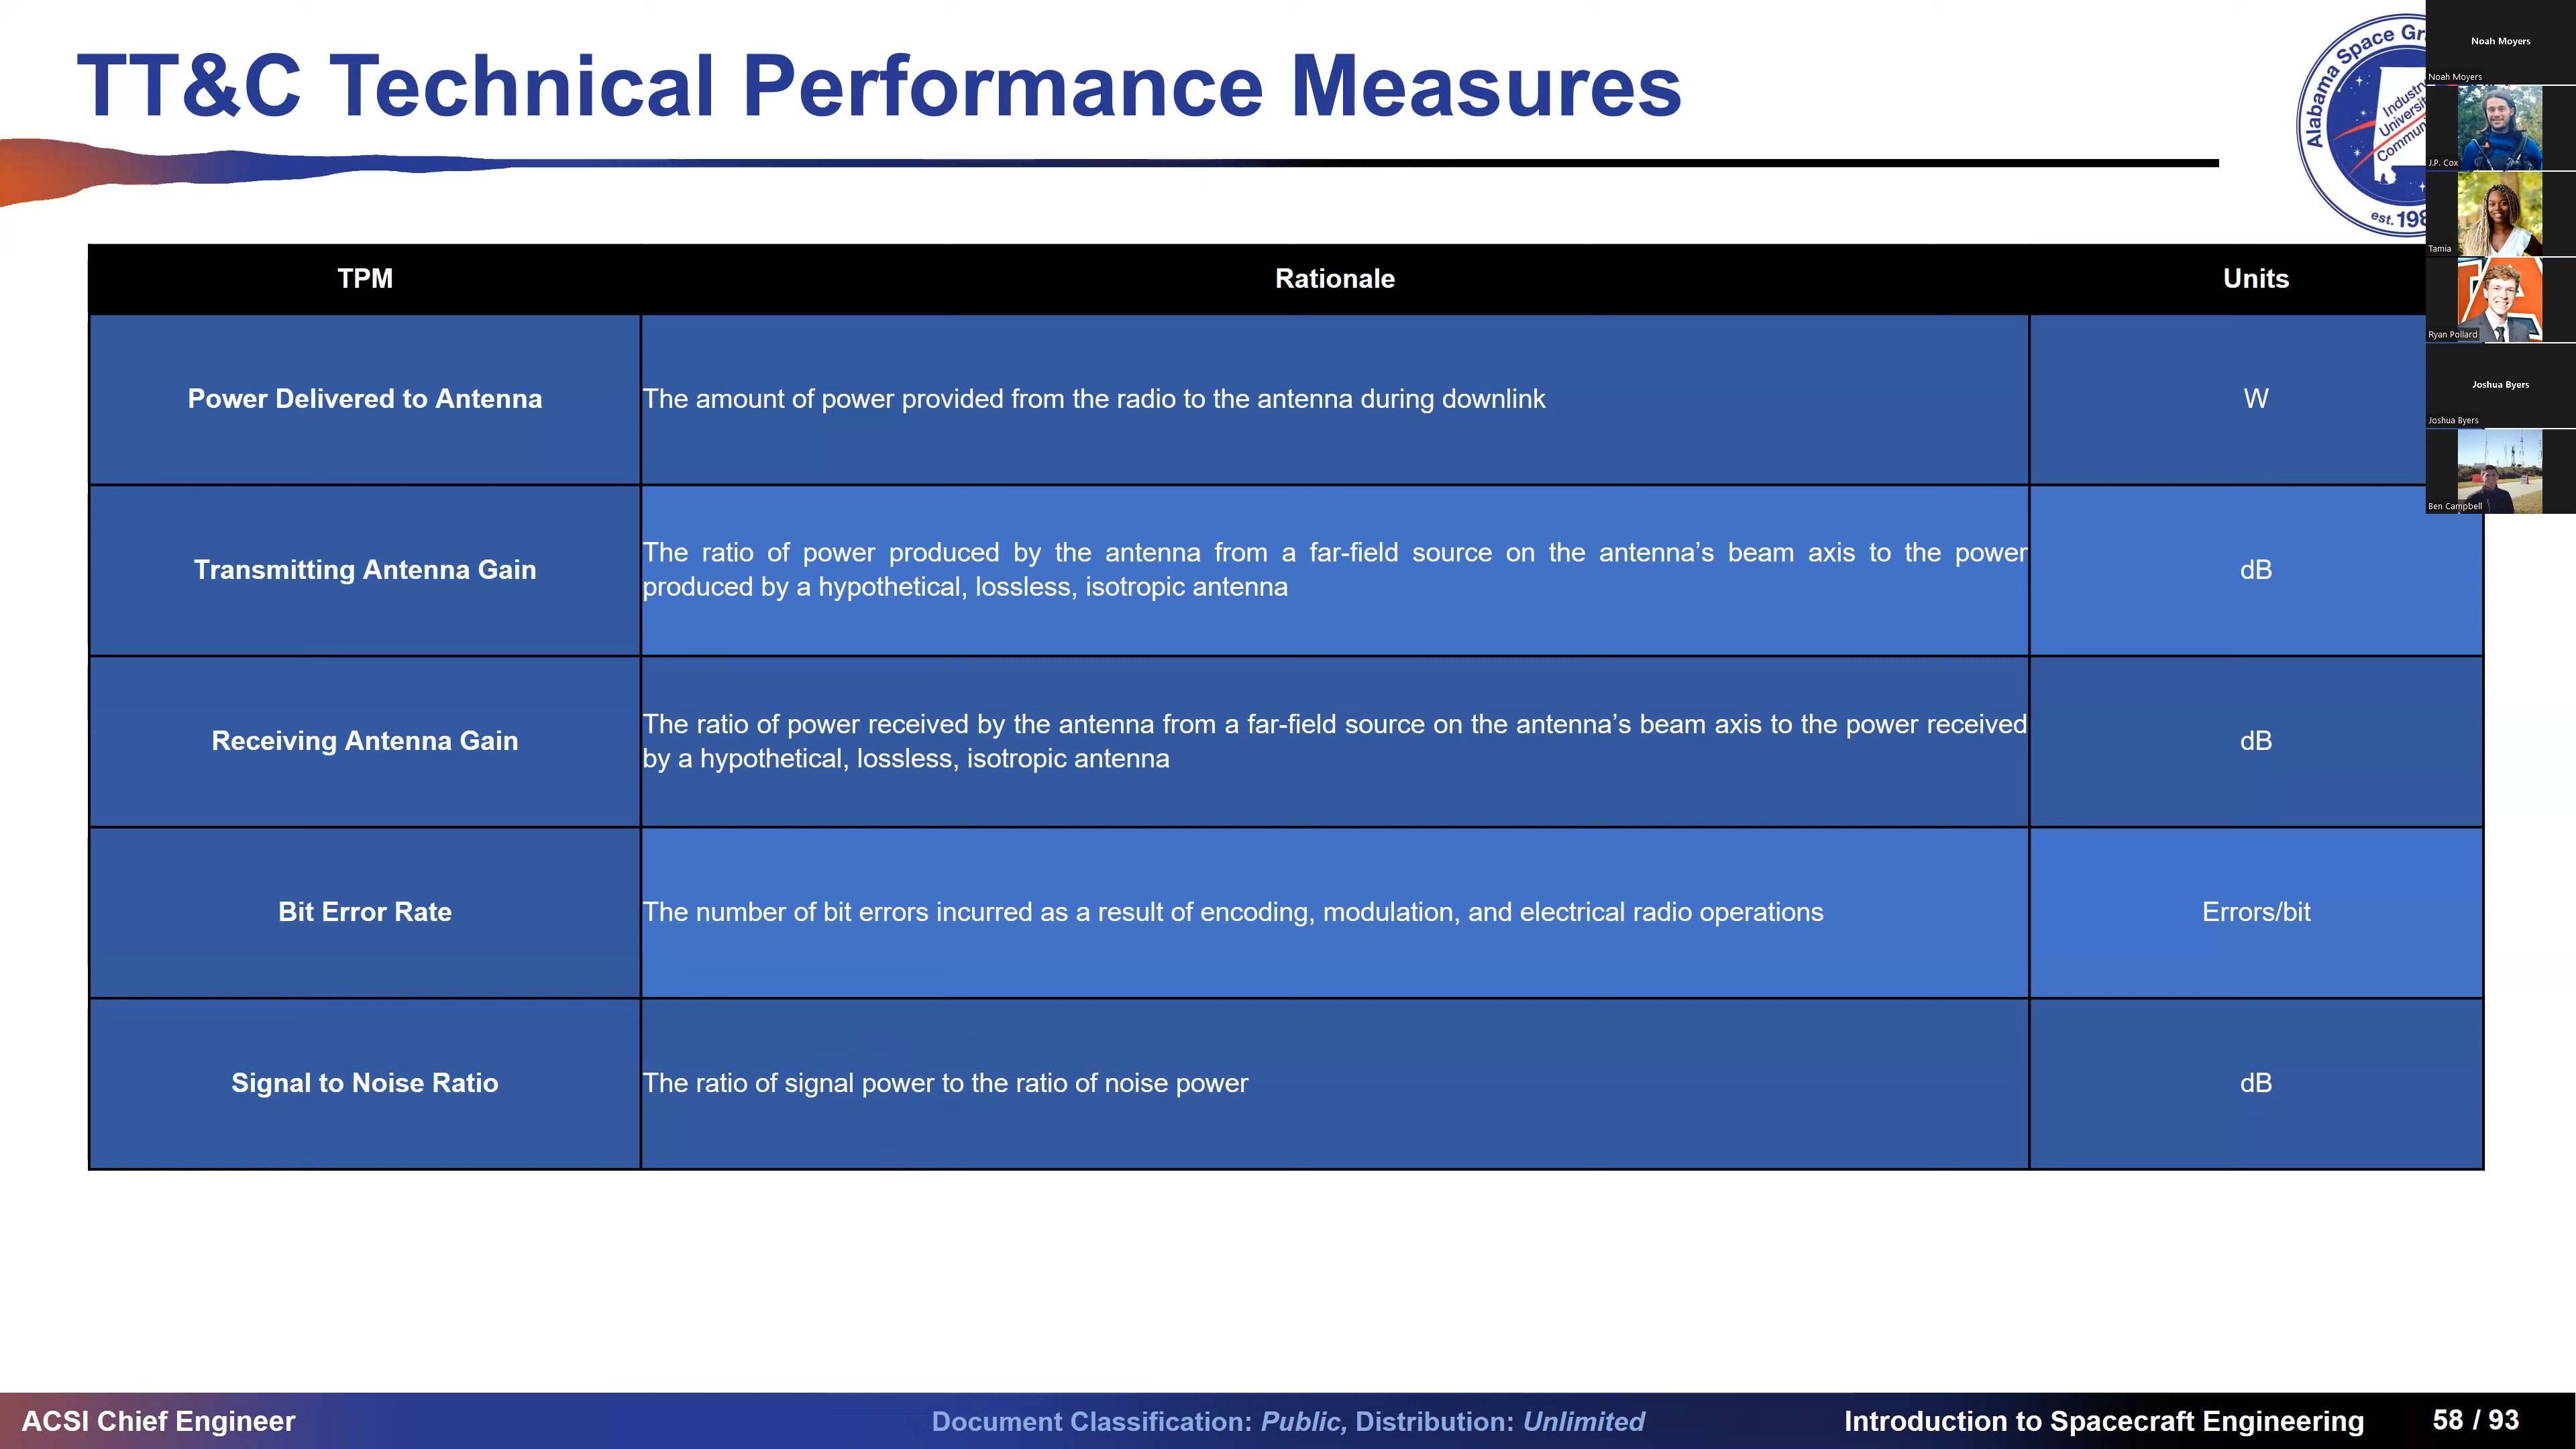 TT&C Technical Performance Measures
Alabama Space Gr
Industry
Universit
Commun
est. 198
Noah Moyers
Noah Moyers
J.P. Cox
Tamia
Ryan Pollard
Joshua Byers
Joshua Byers
Ben Campbell
TPM Rationale Units
Power Delivered to Antenna The amount of power provided from the radio to the antenna during downlink W
Transmitting Antenna Gain
The ratio of power produced by the antenna from a far-field source on the antenna’s beam axis to the power
produced by a hypothetical, lossless, isotropic antenna
dB
Receiving Antenna Gain
The ratio of power received by the antenna from a far-field source on the antenna’s beam axis to the power received
by a hypothetical, lossless, isotropic antenna
dB
Bit Error Rate The number of bit errors incurred as a result of encoding, modulation, and electrical radio operations Errors/bit
Signal to Noise Ratio The ratio of signal power to the ratio of noise power dB
ACSI Chief Engineer Document Classification: Public, Distribution: Unlimited Introduction to Spacecraft Engineering 58 / 93